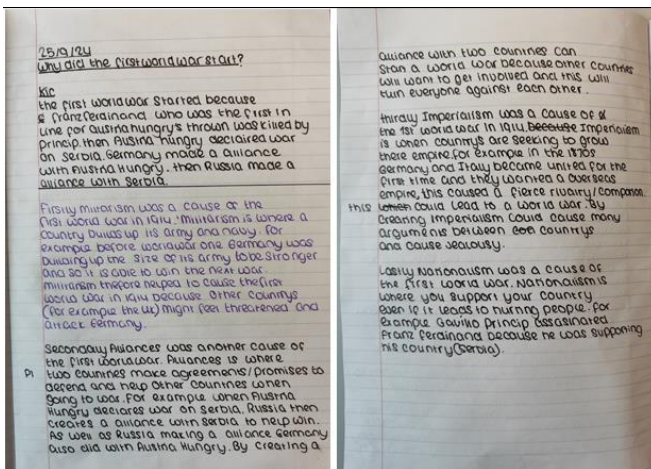 25/9/24
Why did the first world war start?
KIC
the first world war started because
franz ferdinand who was the first in
line for austria hungry's thrown was killed by
princip. then Austria hungry declaired war
on serbia. Germany made a alliance
with Austria Hungry. then Russia made a
alliance with Serbia.
Firstly militarism was a cause of the
first world war in 1914. Militarism is where a
country builds up its army and navy. For
example before world war one Germany was
building up the size of its army to be stronger
and so it is able to win the next war.
militarism therefore helped to cause the first
world war in 1914 because other countrys
(for example the UK) might feel threatened and
attack Germany.
Secondally Alliances was another cause of
the first world war. Alliances is where
P1 two countries make agreements/promises to
defend and help other countries when
going to war. For example when Austria
Hungry declares war on Serbia, Russia then
creates a alliance with serbia to help win.
As well as Russia making a alliance Germany
also did with Austria Hungry. By creating a
alliance with two countries can
start a world war because other countries
will want to get involved and this will
turn everyone against each other.
thirdly Imperialism was a cause of
the 1st world war in 1914. because Imperialism
is when countrys are seeking to grow
there empire. for example in the 1870s
Germany and Italy became united for the
first time and they wanted a overseas
empire, this caused a fierce rivalry/
this which could lead to a world war. By
creating imperialism could cause many
arguments between countrys
and cause jealousy.
Lastly Nationalism was a cause of
the first world war. Nationalism is
where you support your country
even if it leads to hurting people. For
example Gavillo Princip assasinated
Franz ferdinand because he was supporting
his country (Serbia).